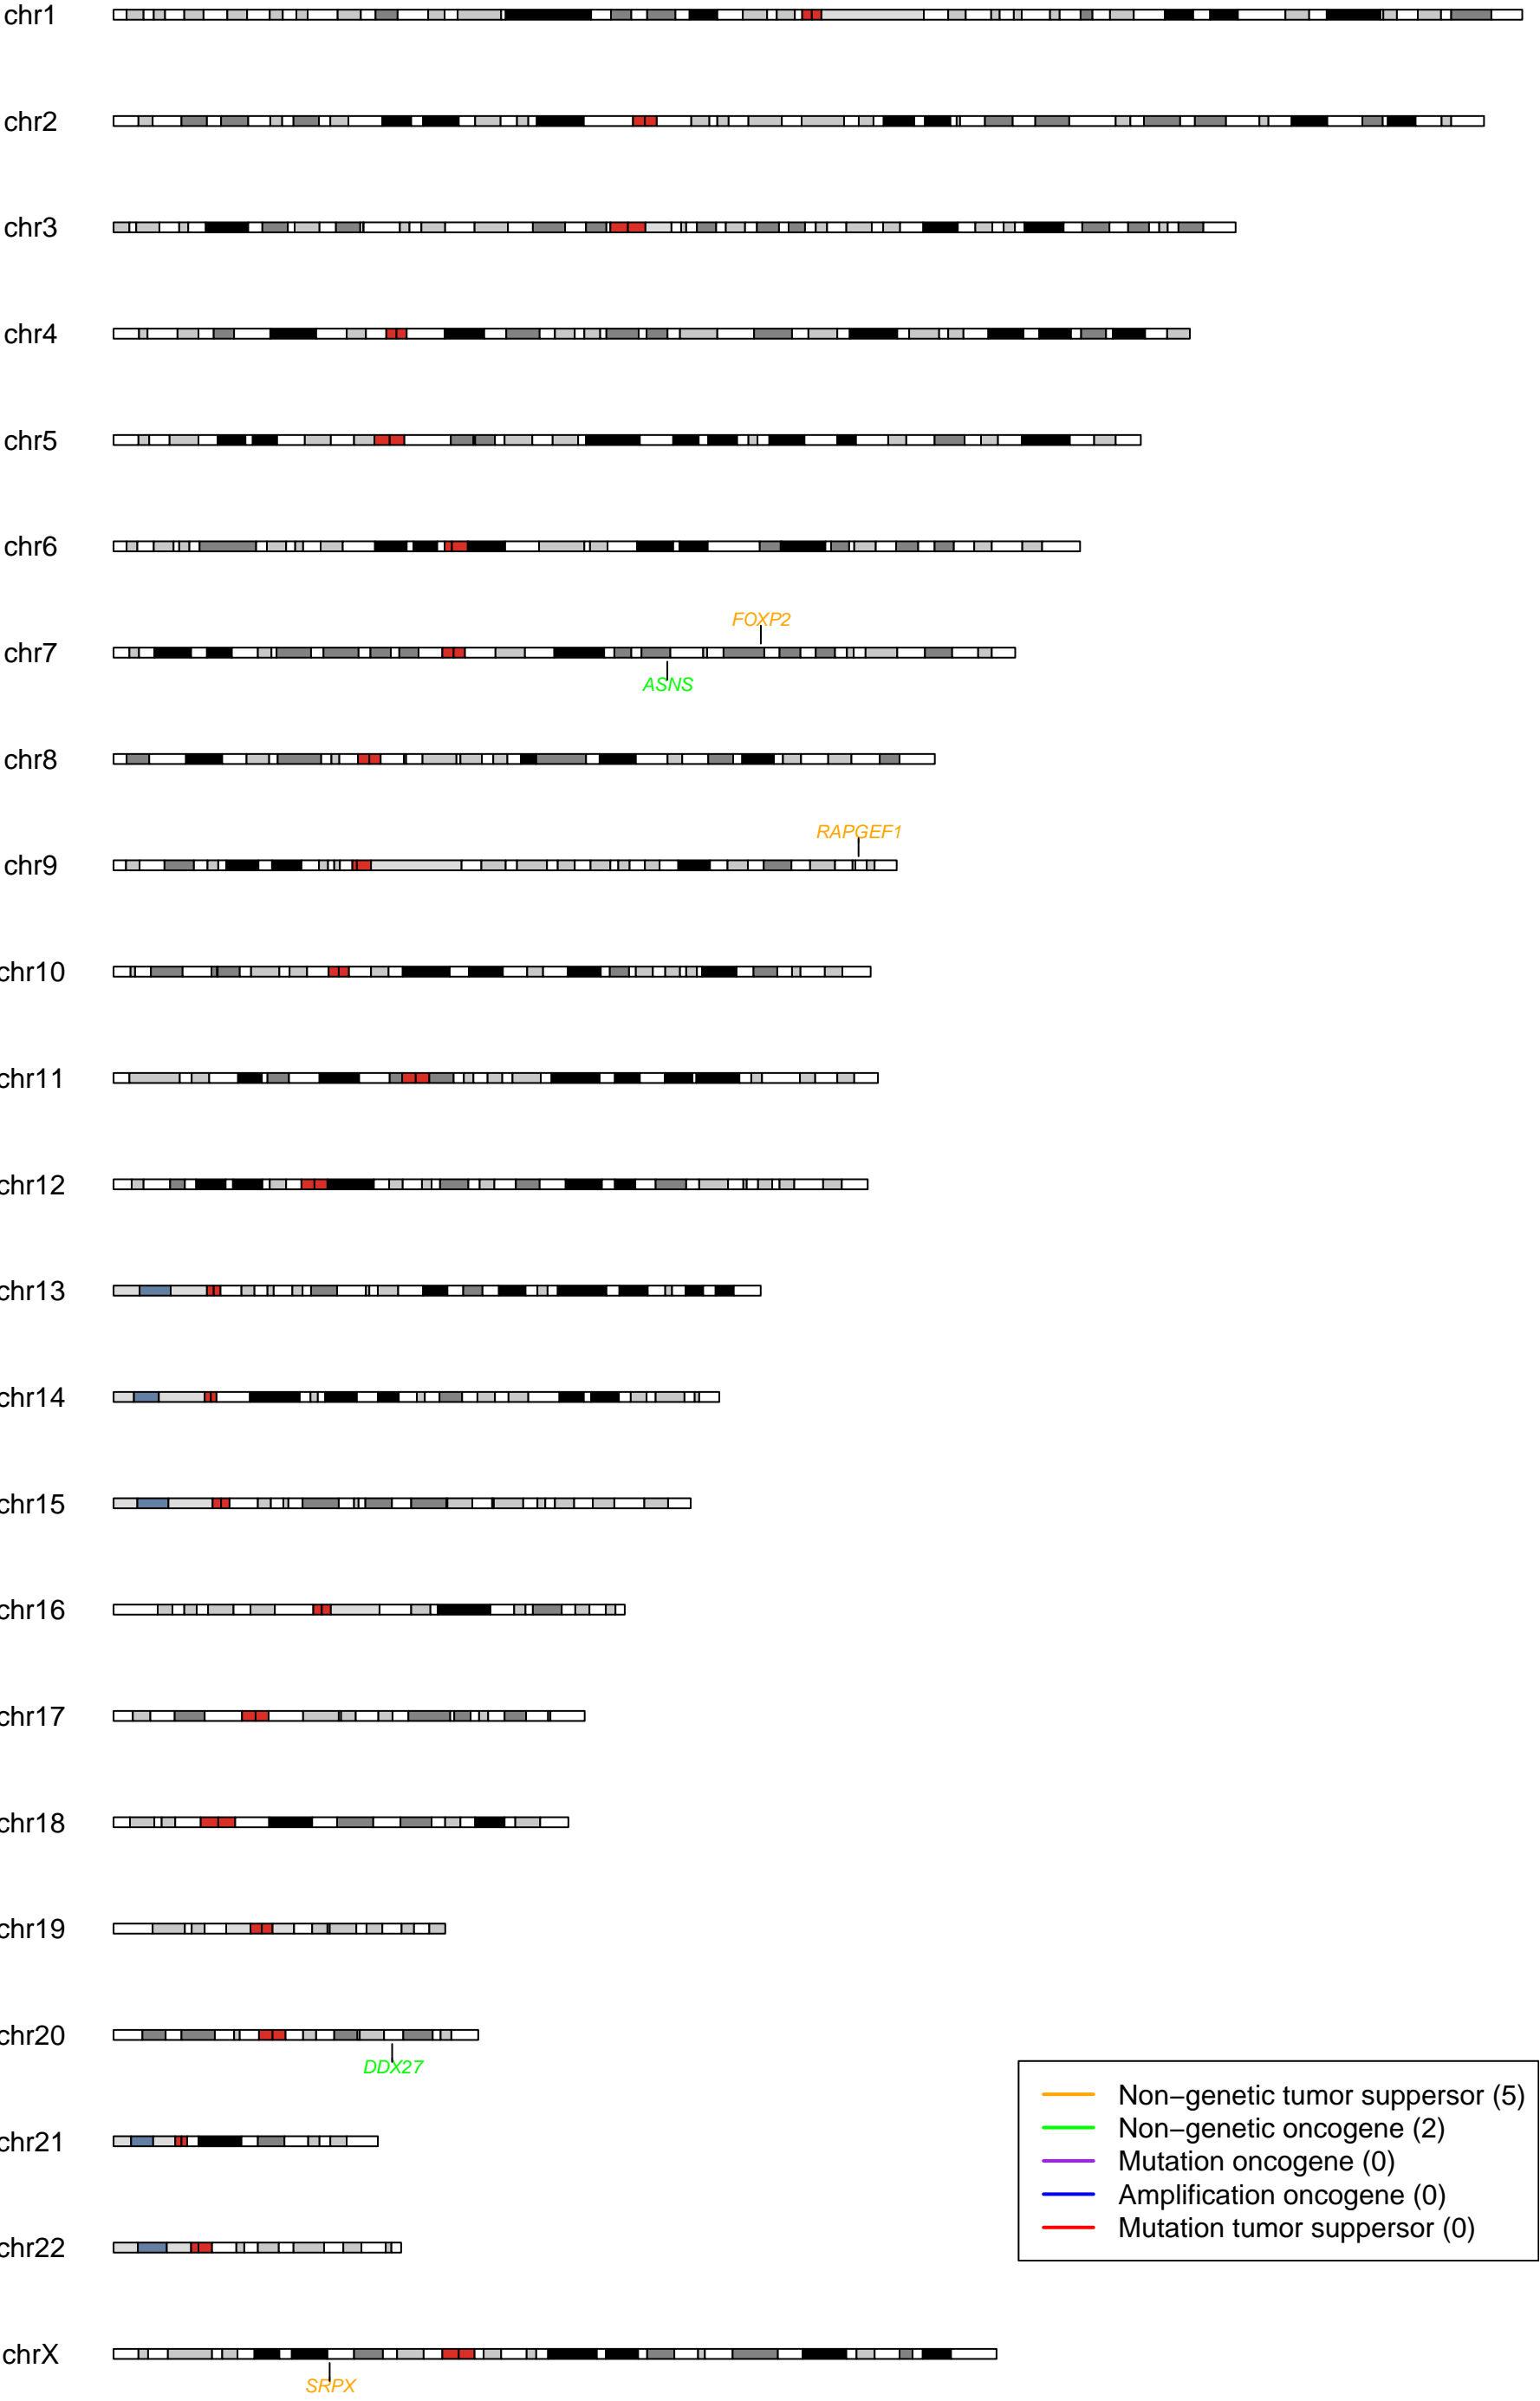 chr1
chr2
chr3
chr4
chr5
chr6
FOXP2
chr7
ASNS
chr8
RAPGEF1
chr9
chr10
chr11
chr12
chr13
chr14
chr15
chr16
chr17
chr18
chr19
chr20
DDX27
Non−genetic tumor suppersor (5)
Non−genetic oncogene (2)
chr21
Mutation oncogene (0)
Amplification oncogene (0)
Mutation tumor suppersor (0)
chr22
chrX
SRPX